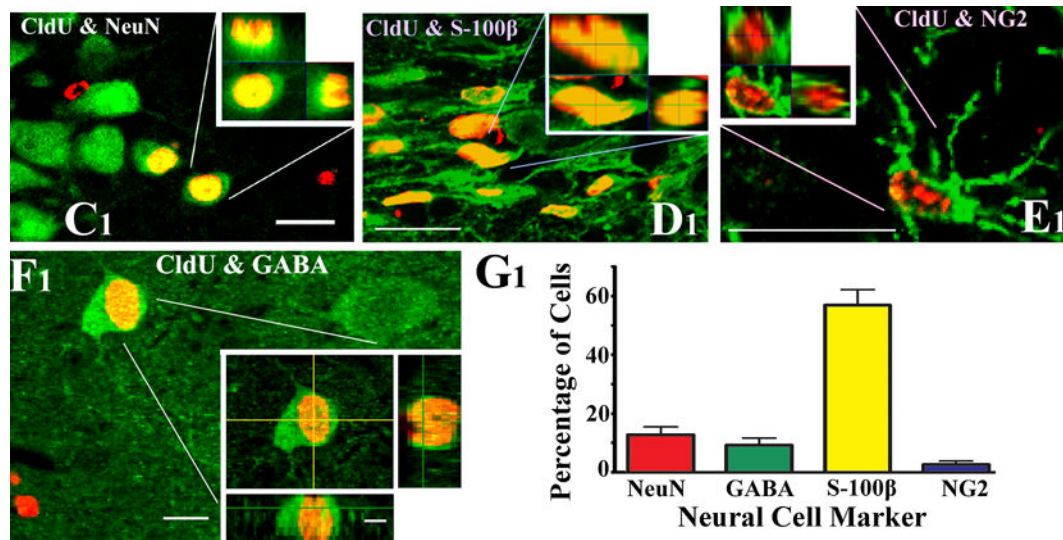 CldU & NeuN
C1
CldU & S-100β
D1
CldU & NG2
E1
F1
CldU & GABA
G1
Percentage of Cells
60
40
20
0
NeuN GABA S-100β NG2
Neural Cell Marker